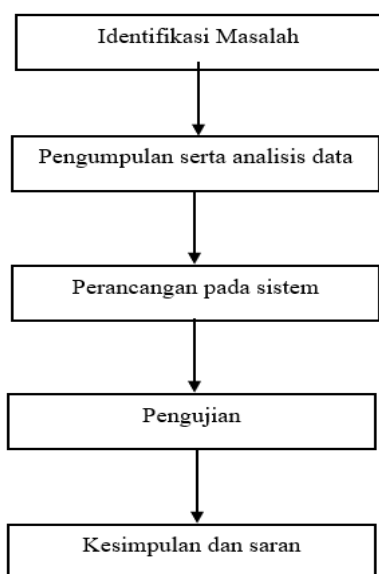 Identifikasi Masalah
Pengumpulan serta analisis data
Perancangan pada sistem
Pengujian
Kesimpulan dan saran